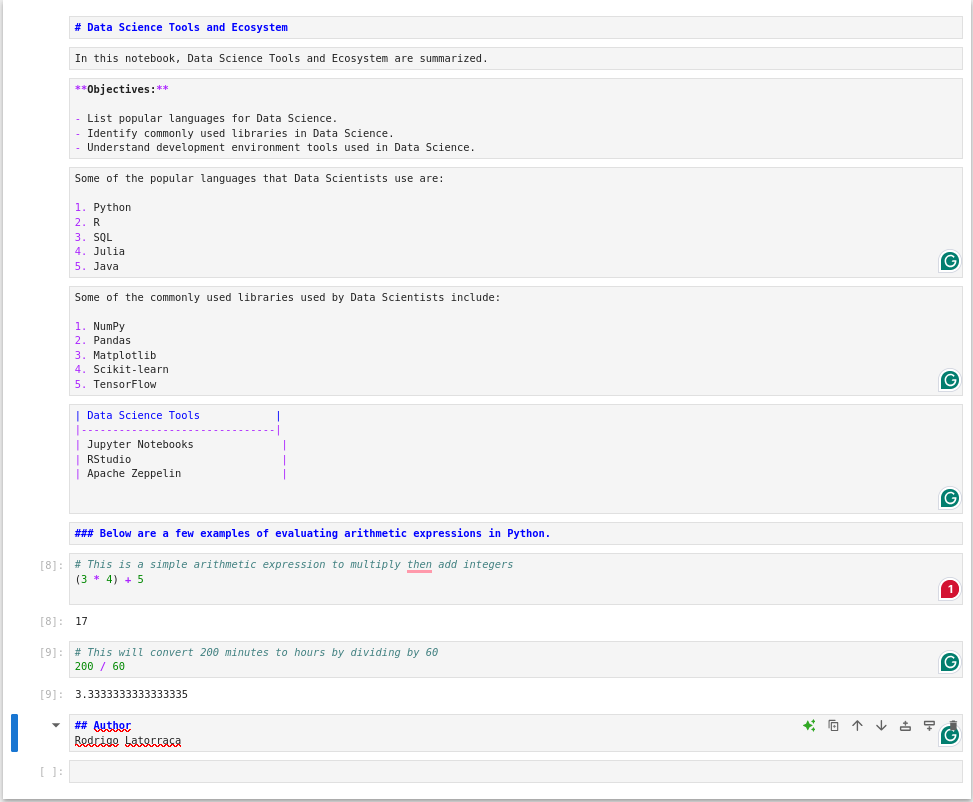 # Data Science Tools and Ecosystem
In this notebook, Data Science Tools and Ecosystem are summarized.
**Objectives:**
- List popular languages for Data Science.
- Identify commonly used libraries in Data Science.
- Understand development environment tools used in Data Science.
Some of the popular languages that Data Scientists use are:
1. Python
2. R
3. SQL
4. Julia
5. Java
Some of the commonly used libraries used by Data Scientists include:
1. NumPy
2. Pandas
3. Matplotlib
4. Scikit-learn
5. TensorFlow
| Data Science Tools            |
|-------------------------------|
| Jupyter Notebooks              |
| RStudio                        |
| Apache Zeppelin                |
### Below are a few examples of evaluating arithmetic expressions in Python.
[8]: # This is a simple arithmetic expression to multiply then add integers
(3 * 4) + 5
1
[8]: 17
[9]: # This will convert 200 minutes to hours by dividing by 60
200 / 60
[9]: 3.3333333333333335
## Author
Rodrigo Latorraca
[ ]: